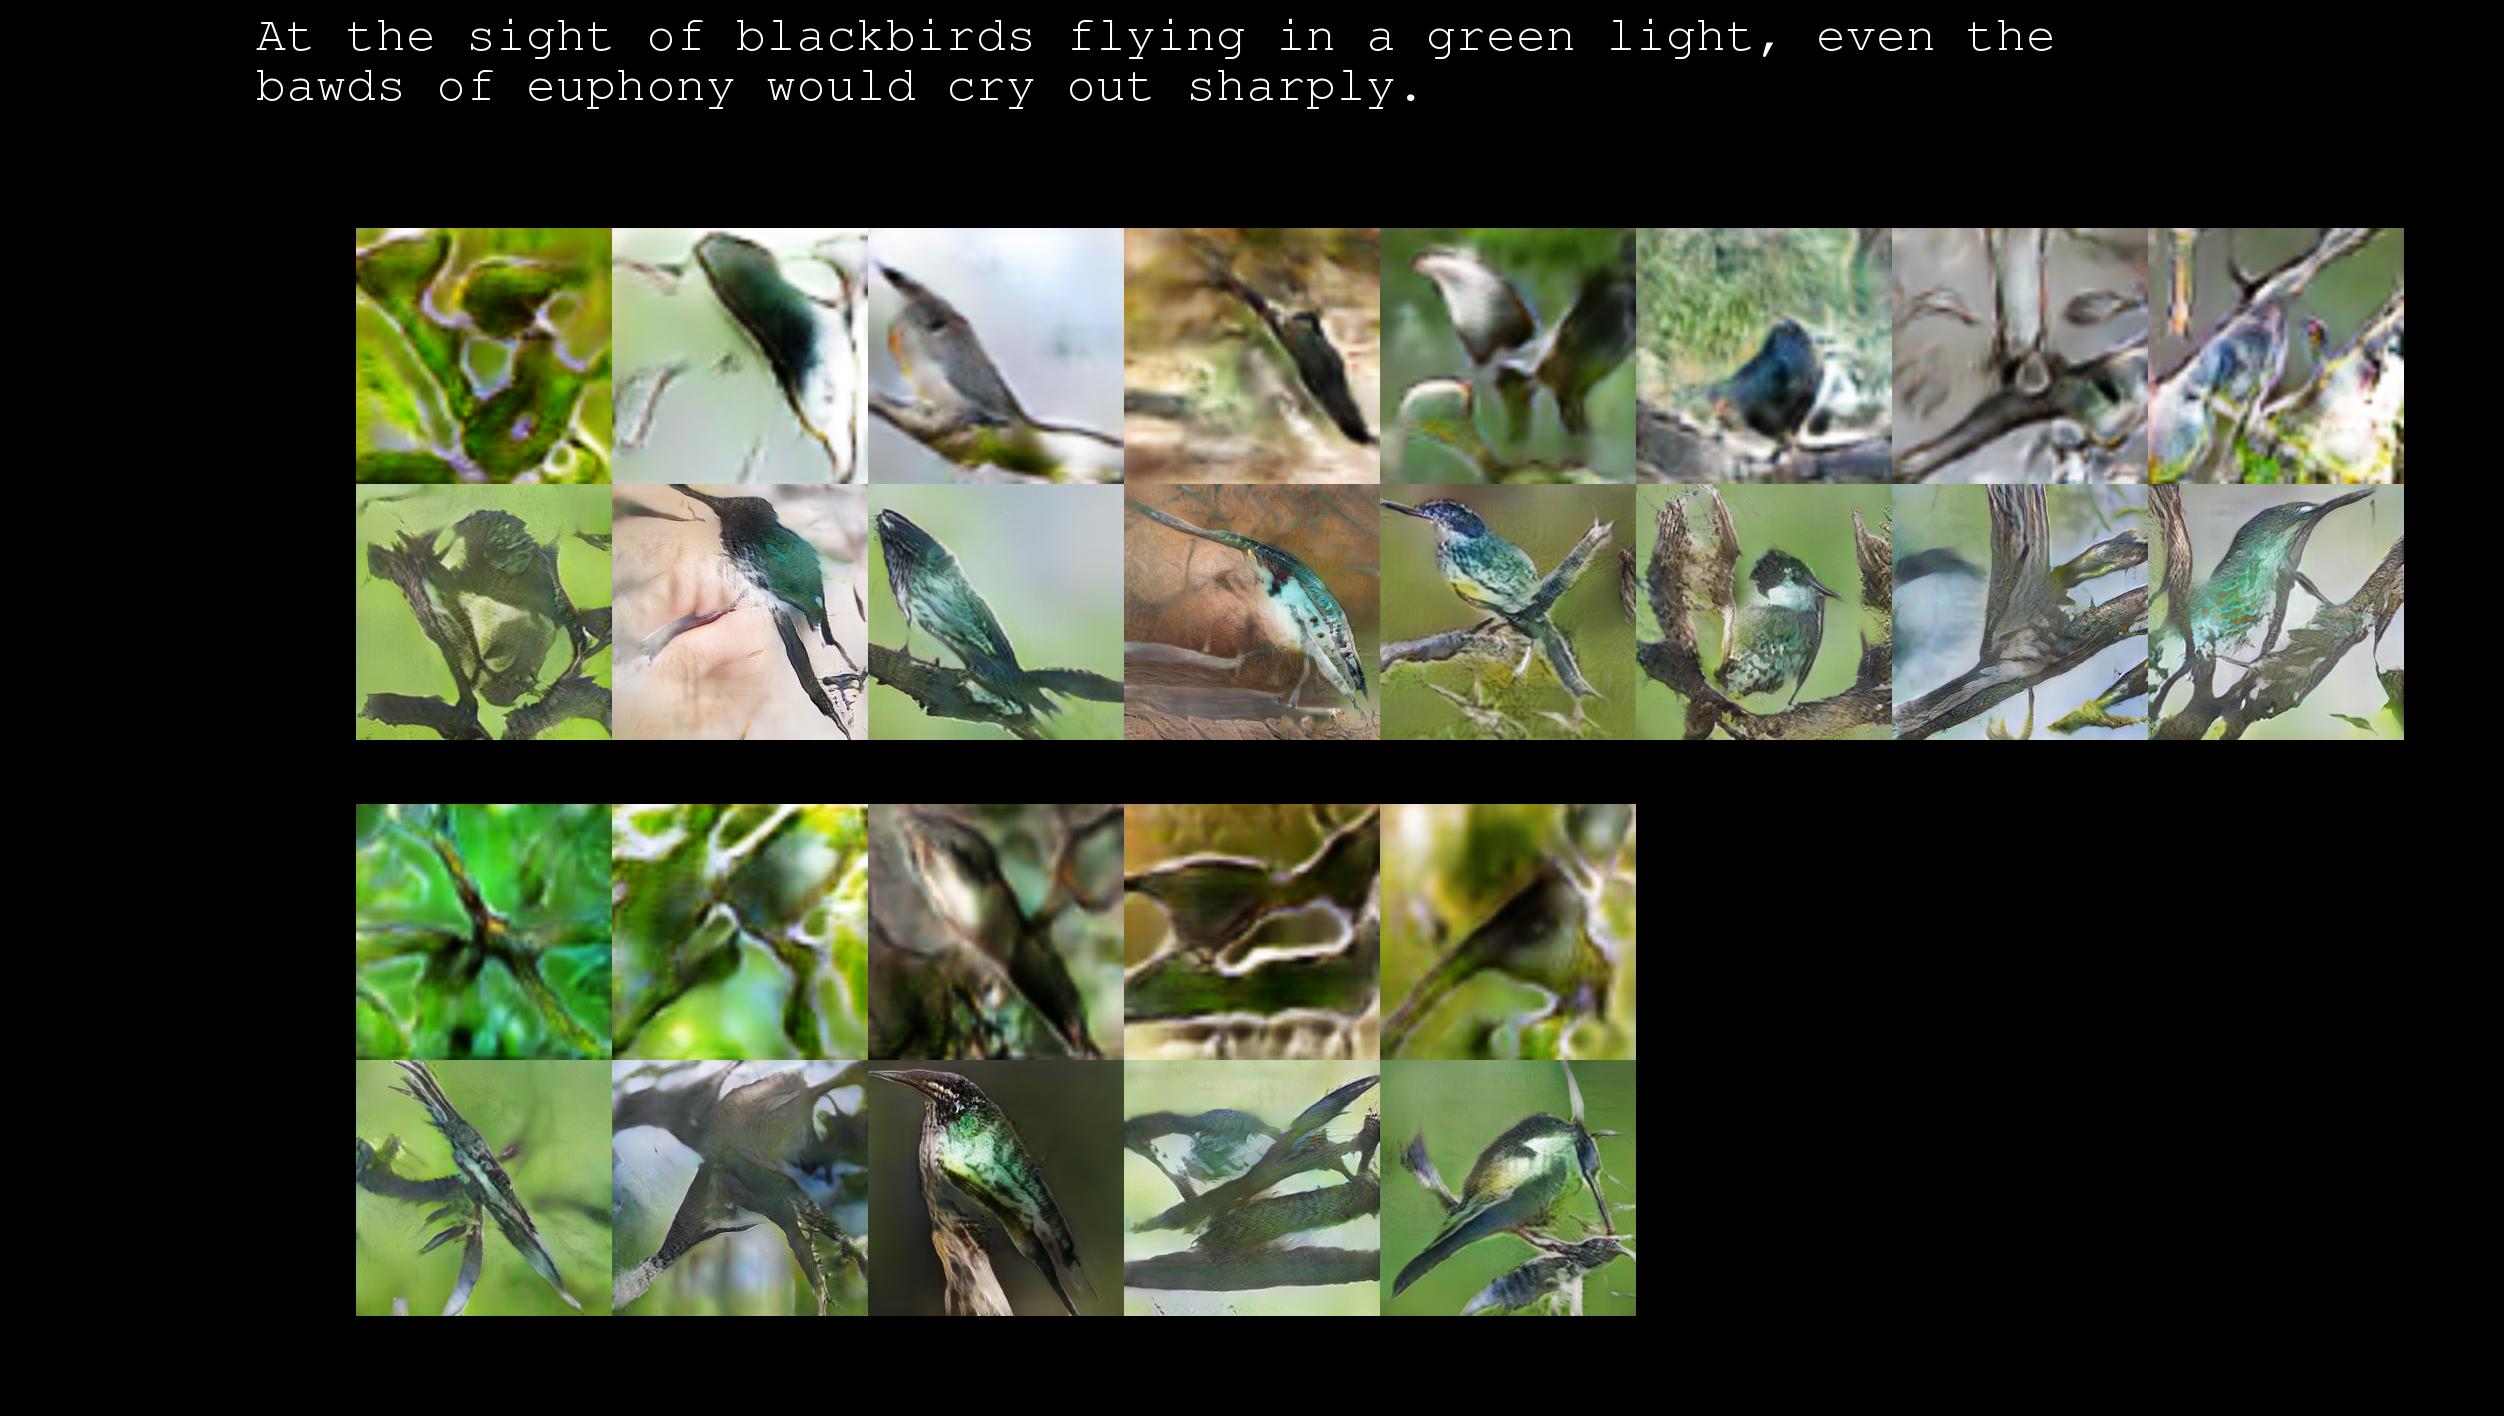 At the sight of blackbirds flying in a green light, even the
bawds of euphony would cry out sharply.